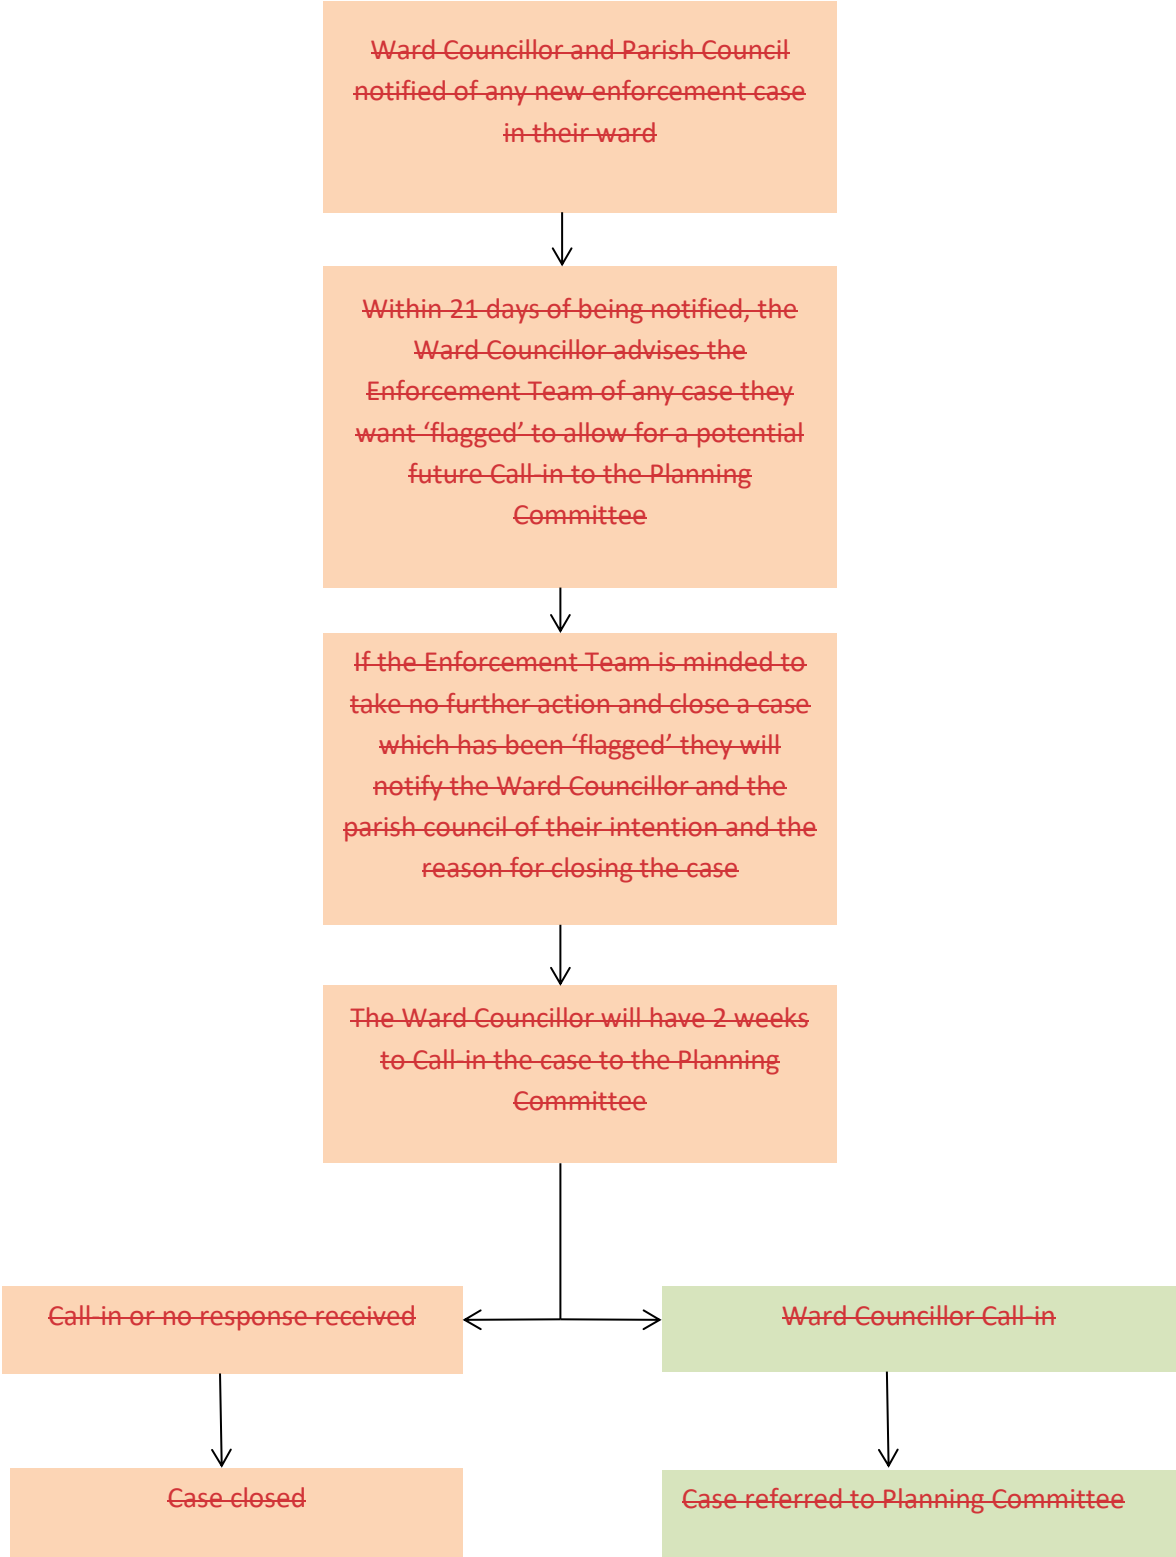 Ward Councillor and Parish Council
notified of any new enforcement case
in their ward
Within 21 days of being notified, the
Ward Councillor advises the
Enforcement Team of any case they
want ‘flagged’ to allow for a potential
future Call-in to the Planning
Committee
If the Enforcement Team is minded to
take no further action and close a case
which has been ‘flagged’ they will
notify the Ward Councillor and the
parish council of their intention and the
reason for closing the case
The Ward Councillor will have 2 weeks
to Call-in the case to the Planning
Committee
Call-in or no response received
Ward Councillor Call-in
Case closed
Case referred to Planning Committee